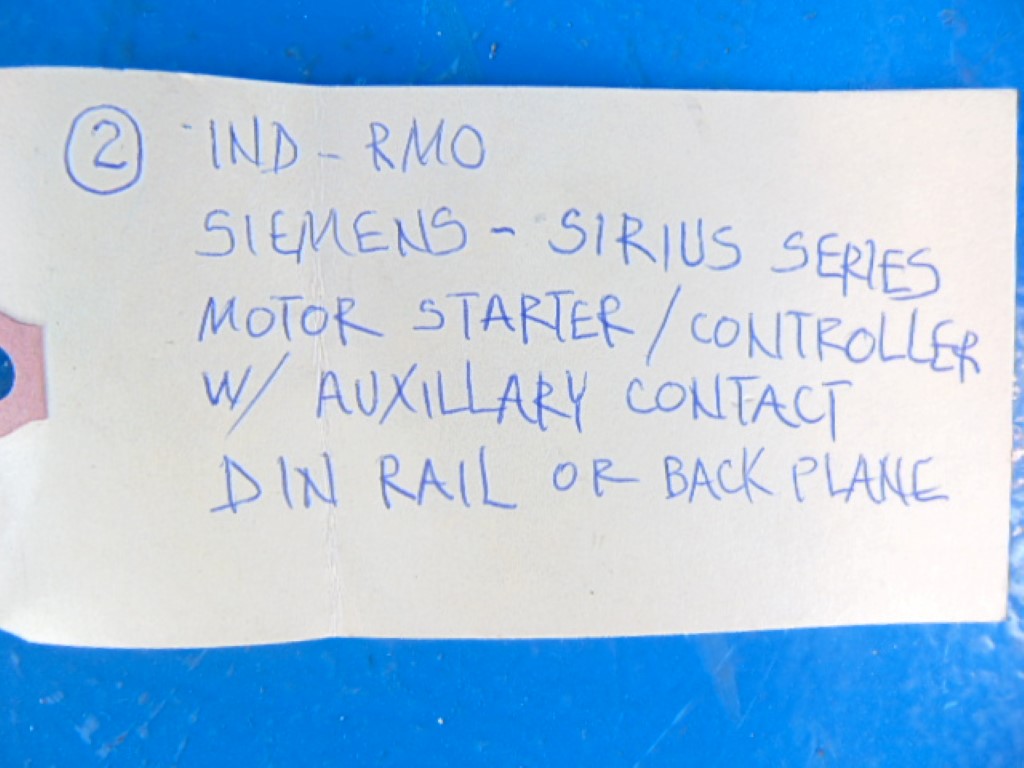 2 IND - RMO
SIEMENS - SIRIUS SERIES
MOTOR STARTER / CONTROLLER
W/ AUXILLARY CONTACT
DIN RAIL OR BACK PLANE